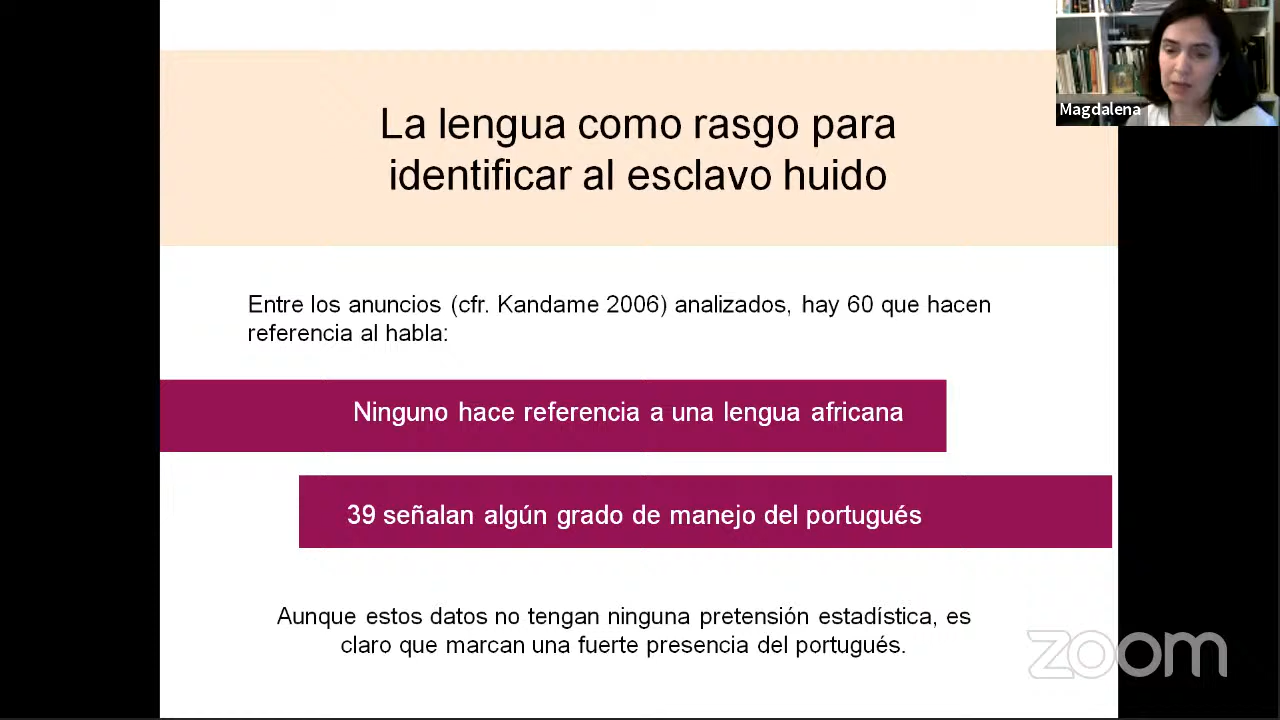 Magdalena
La lengua como rasgo para
identificar al esclavo huido
Entre los anuncios (cfr. Kandame 2006) analizados, hay 60 que hacen
referencia al habla:
Ninguno hace referencia a una lengua africana
39 señalan algún grado de manejo del portugués
Aunque estos datos no tengan ninguna pretensión estadística, es
claro que marcan una fuerte presencia del portugués.
zoom